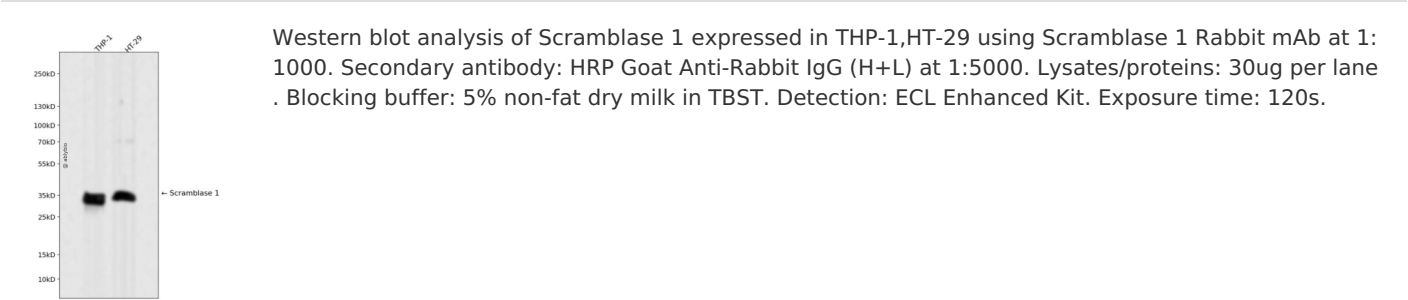 THP-1
HT-29
250kD
130kD
100kD
70kD
55kD
35kD
25kD
15kD
10kD
@ ablybio
← Scramblase 1
Western blot analysis of Scramblase 1 expressed in THP-1,HT-29 using Scramblase 1 Rabbit mAb at 1:
1000. Secondary antibody: HRP Goat Anti-Rabbit IgG (H+L) at 1:5000. Lysates/proteins: 30ug per lane
. Blocking buffer: 5% non-fat dry milk in TBST. Detection: ECL Enhanced Kit. Exposure time: 120s.